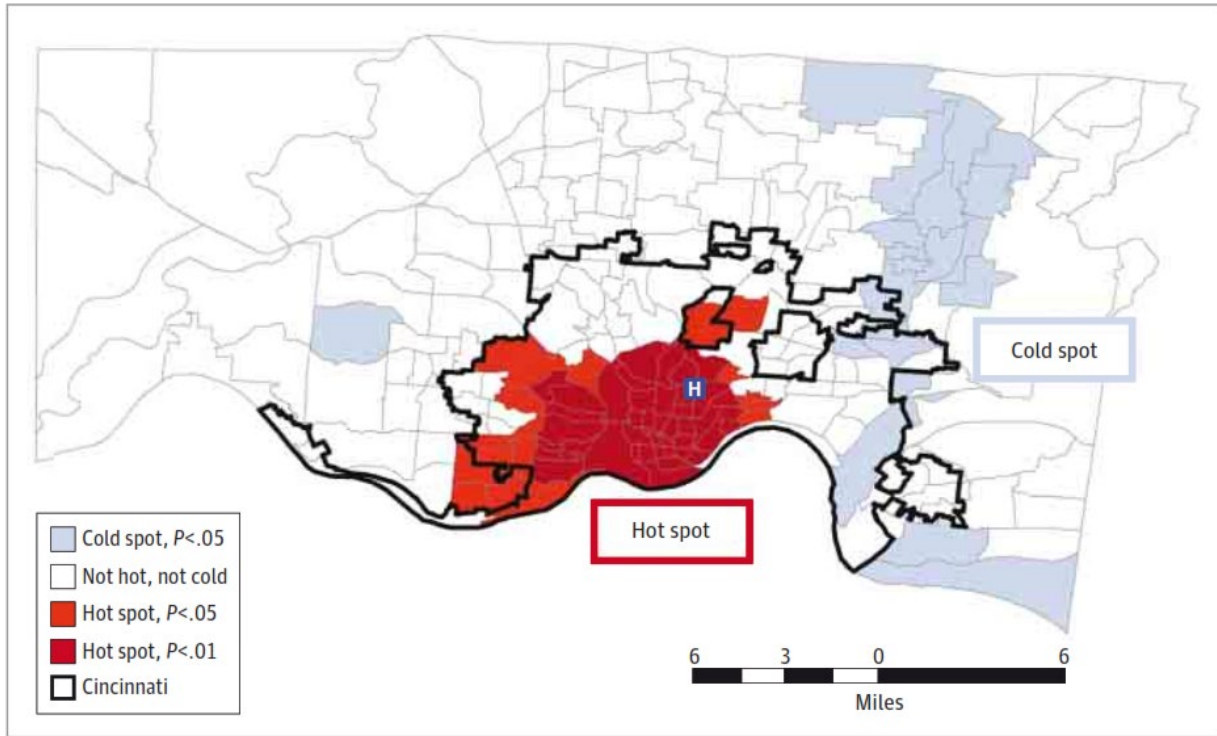 H
Cold spot
Hot spot
Cold spot, P<.05
Not hot, not cold
Hot spot, P<.05
Hot spot, P<.01
Cincinnati
6 3 0 6
Miles